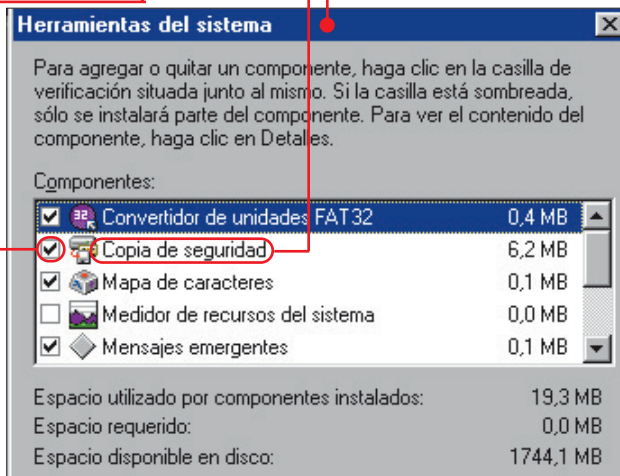 Herramientas del sistema
Para agregar o quitar un componente, haga clic en la casilla de
verificación situada junto al mismo. Si la casilla está sombreada,
sólo se instalará parte del componente. Para ver el contenido del
componente, haga clic en Detalles.
Componentes:
Convertidor de unidades FAT32 0,4 MB
Copia de seguridad 6,2 MB
Mapa de caracteres 0,1 MB
Medidor de recursos del sistema 0,0 MB
Mensajes emergentes 0,1 MB
Espacio utilizado por componentes instalados: 19,3 MB
Espacio requerido: 0,0 MB
Espacio disponible en disco: 1744,1 MB